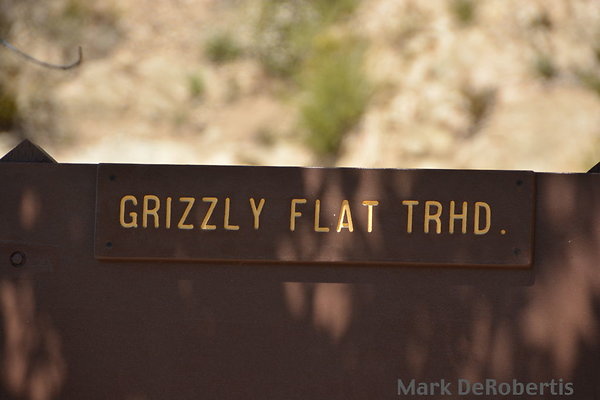 GRIZZLY FLAT TRHD.
Mark DeRobertis